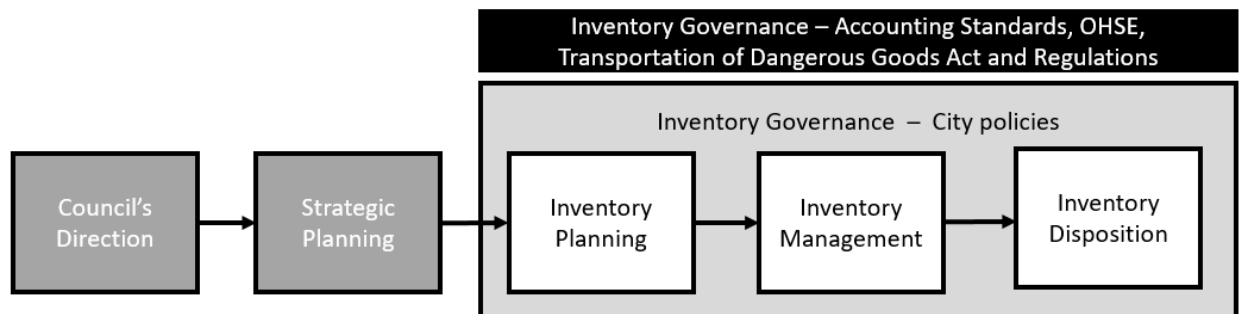 Inventory Governance – Accounting Standards, OHSE,
Transportation of Dangerous Goods Act and Regulations
Inventory Governance – City policies
Council's
Direction
Strategic
Planning
Inventory
Planning
Inventory
Management
Inventory
Disposition